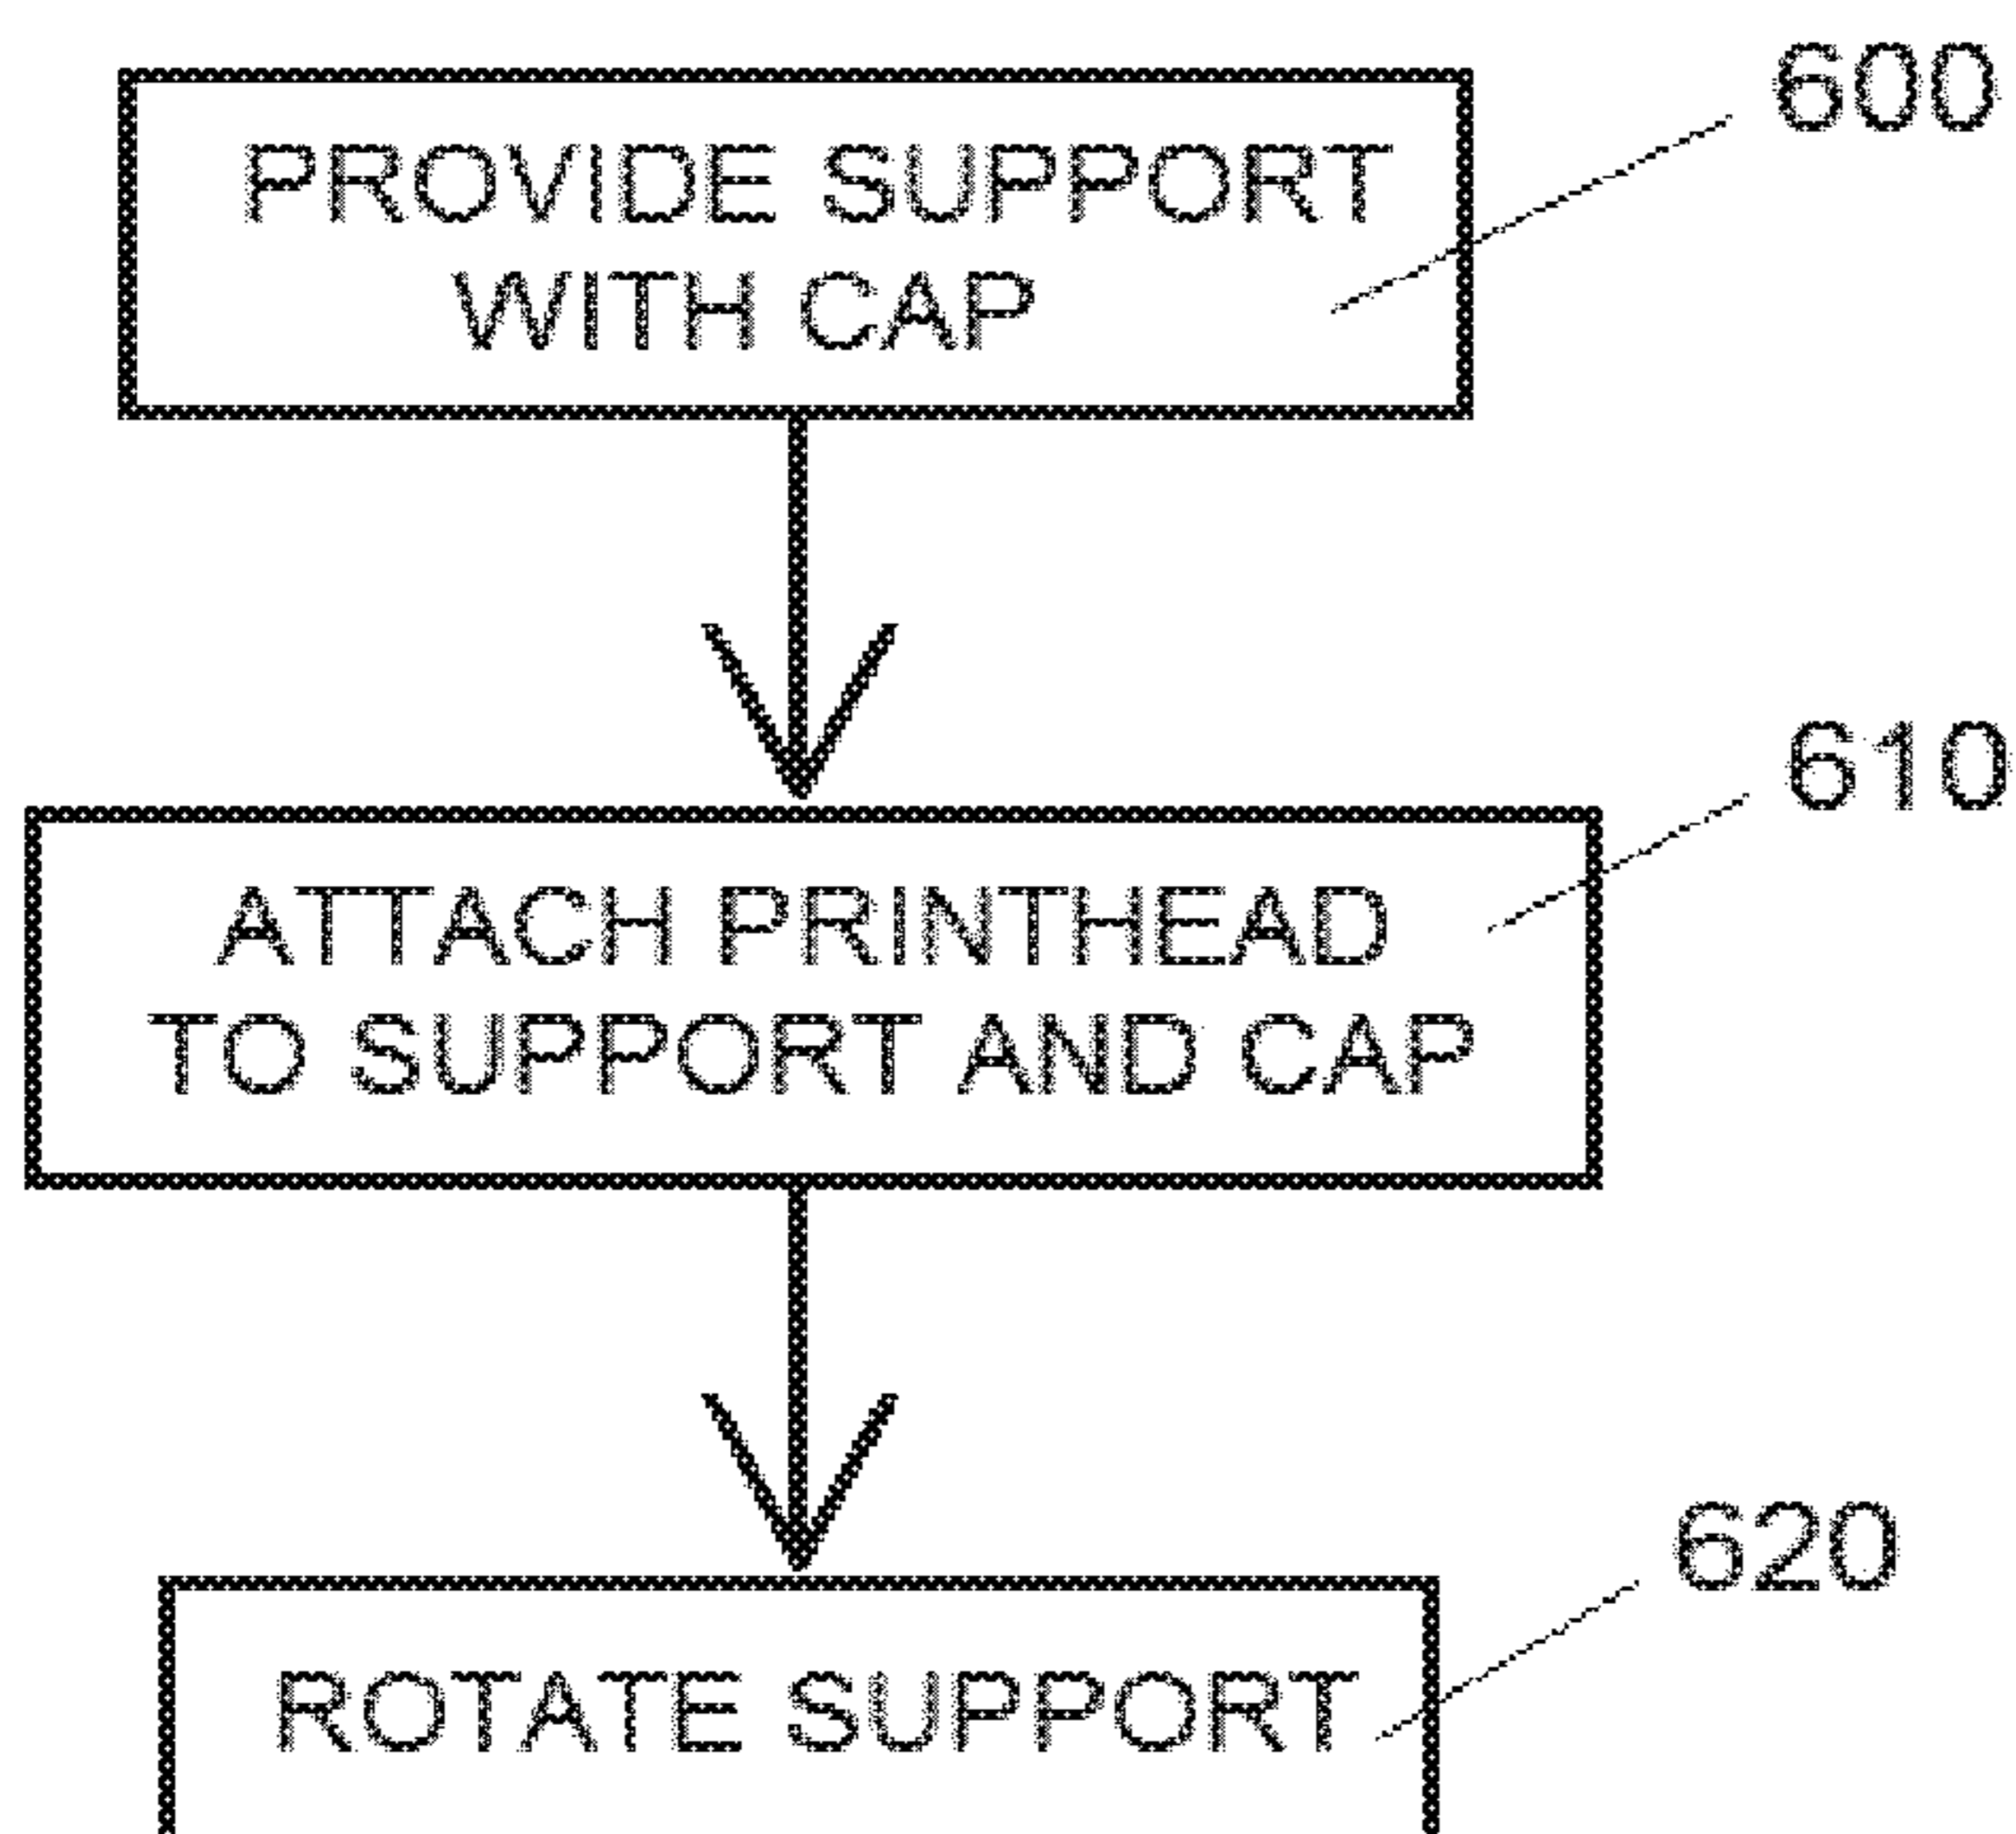 600
PROVIDE SUPPORT
WITH CAP
610
ATTACH PRINTHEAD
TO SUPPORT AND CAP
620
ROTATE SUPPORT